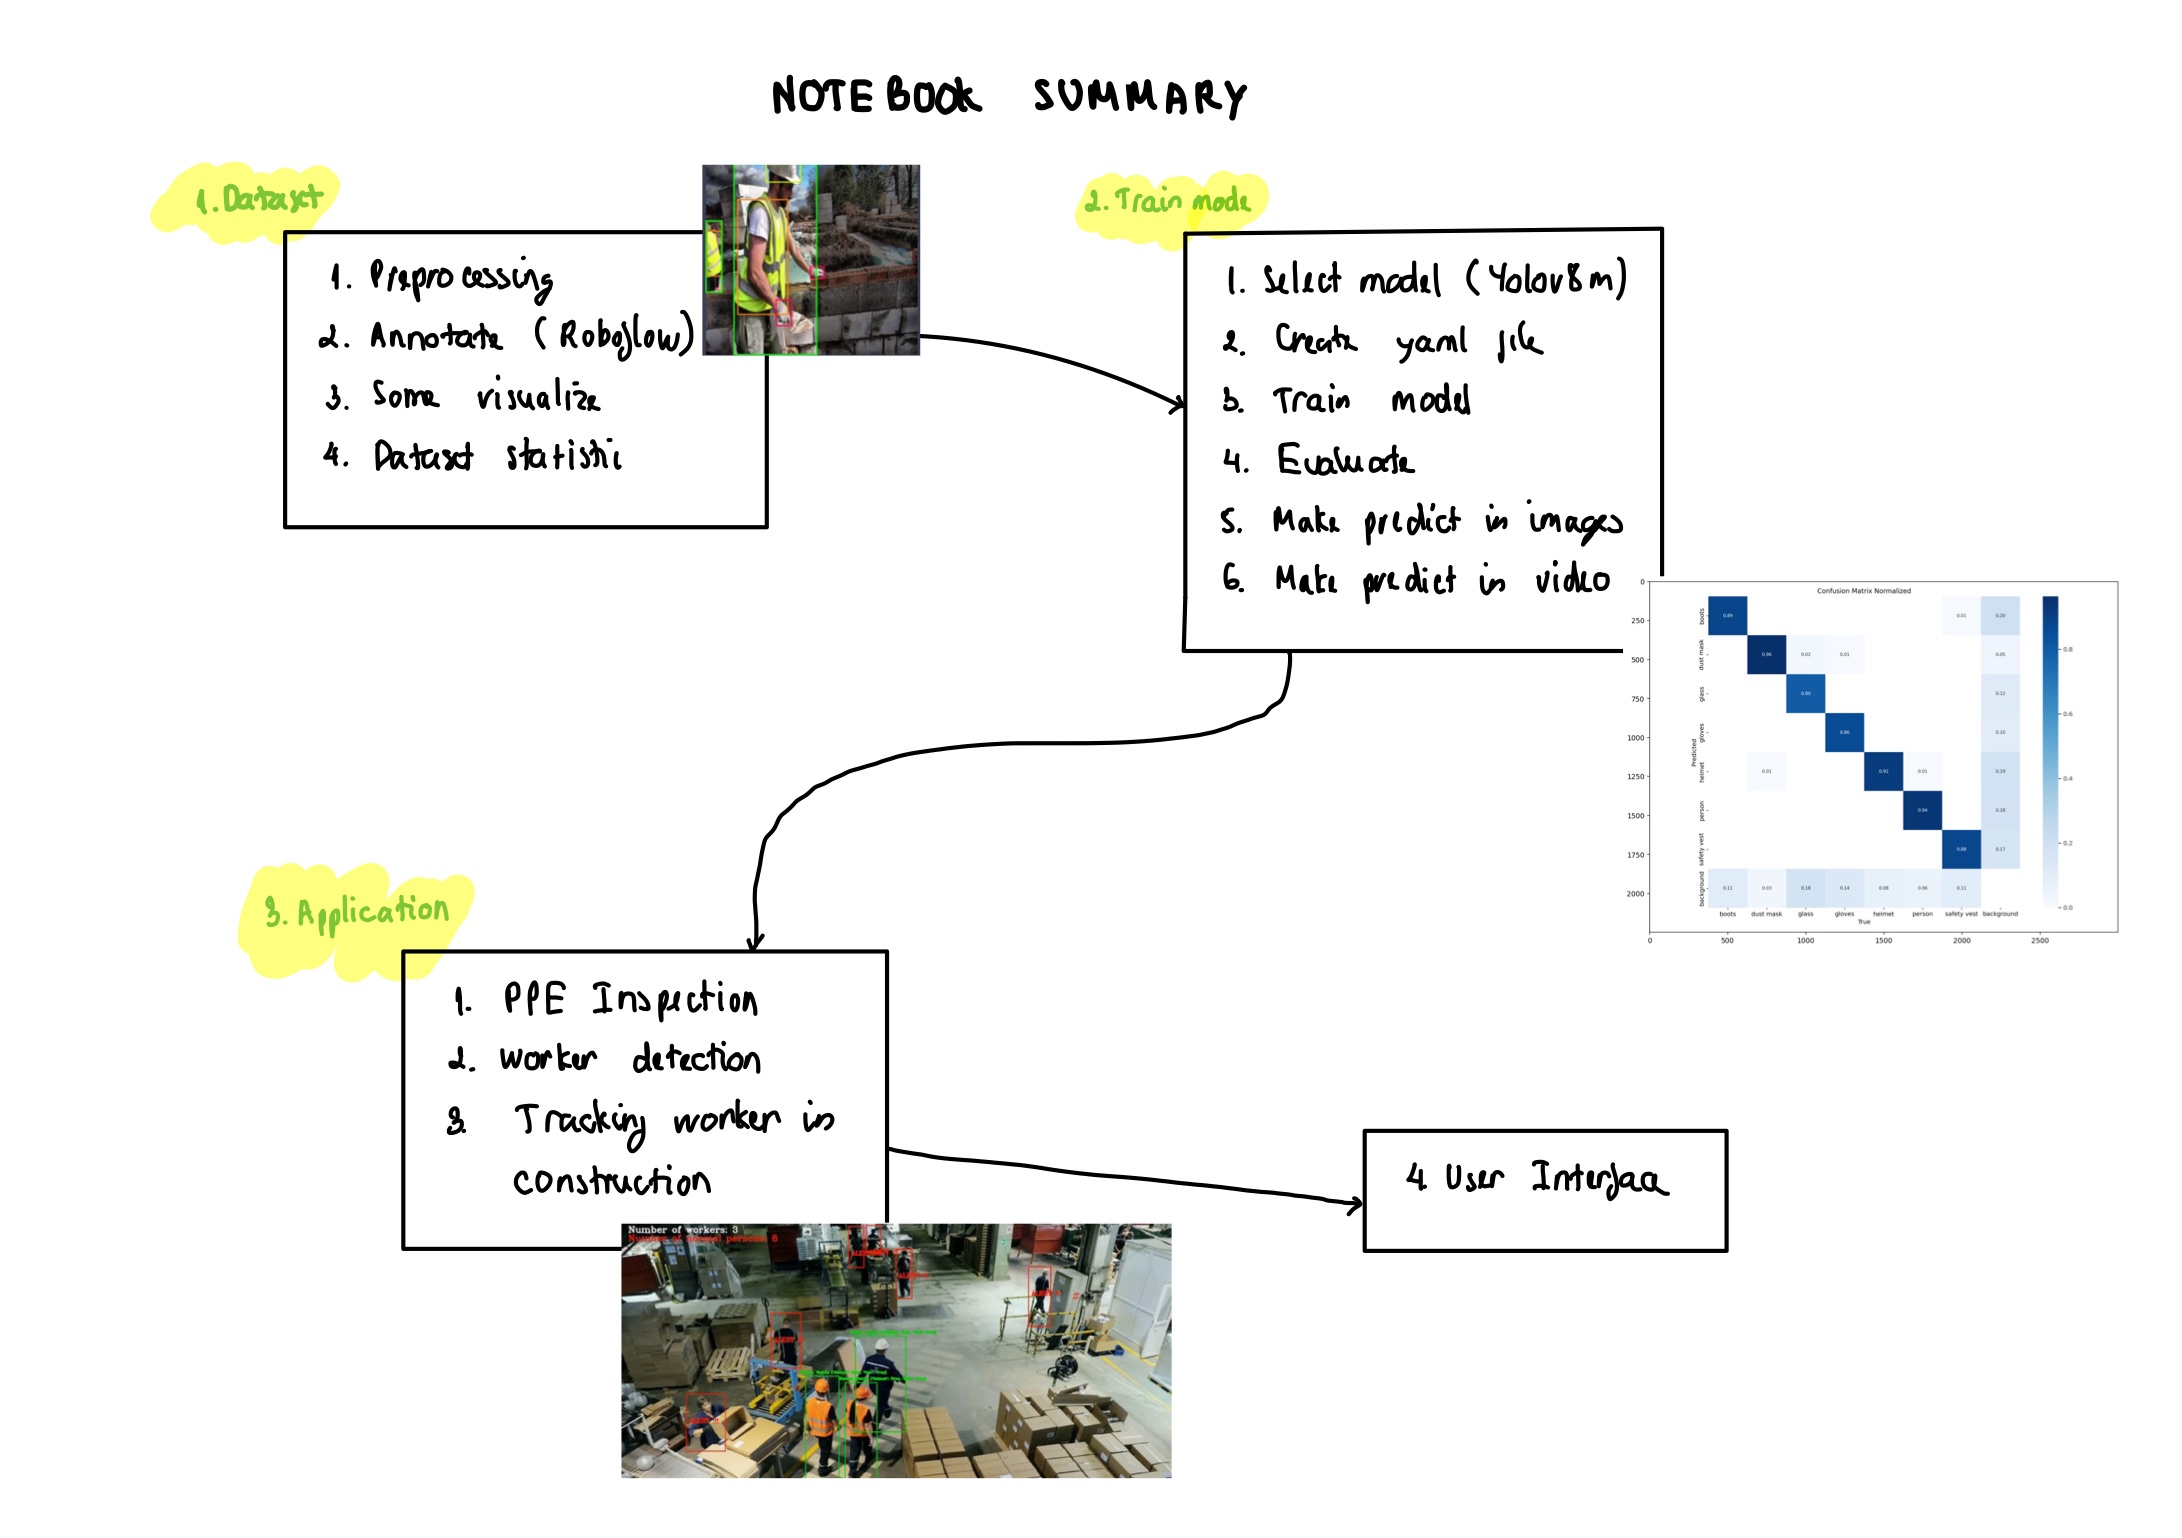 NOTEBOOK SUMMARY
1. Dataset
1. Preprocessing
2. Annotate (Roboflow)
3. Some visualize
4. Dataset statistic
2. Train mode
1. Select model (Yolov8m)
2. Create yaml file
3. Train model
4. Evaluate
5. Make predict in images
6. Make predict in video
Confusion Matrix Normalized
0
250
500
750
1000
1250
1500
1750
2000
Predicted
boots
dust mask
glass
gloves
helmet
person
safety vest
background
0.89 0.01 0.20
0.96 0.02 0.01 0.05
0.80 0.12
0.86 0.10
0.01 0.92 0.01 0.19
0.94 0.18
0.88 0.17
0.11 0.03 0.18 0.14 0.08 0.06 0.11
boots dust mask glass gloves helmet person safety vest background
True
0 500 1000 1500 2000 2500
0.8
0.6
0.4
0.2
0.0
3. Application
1. PPE Inspection
2. Worker detection
3 Tracking worker in
construction
4 User Interface
Number of workers: 3
Number of persons: 6